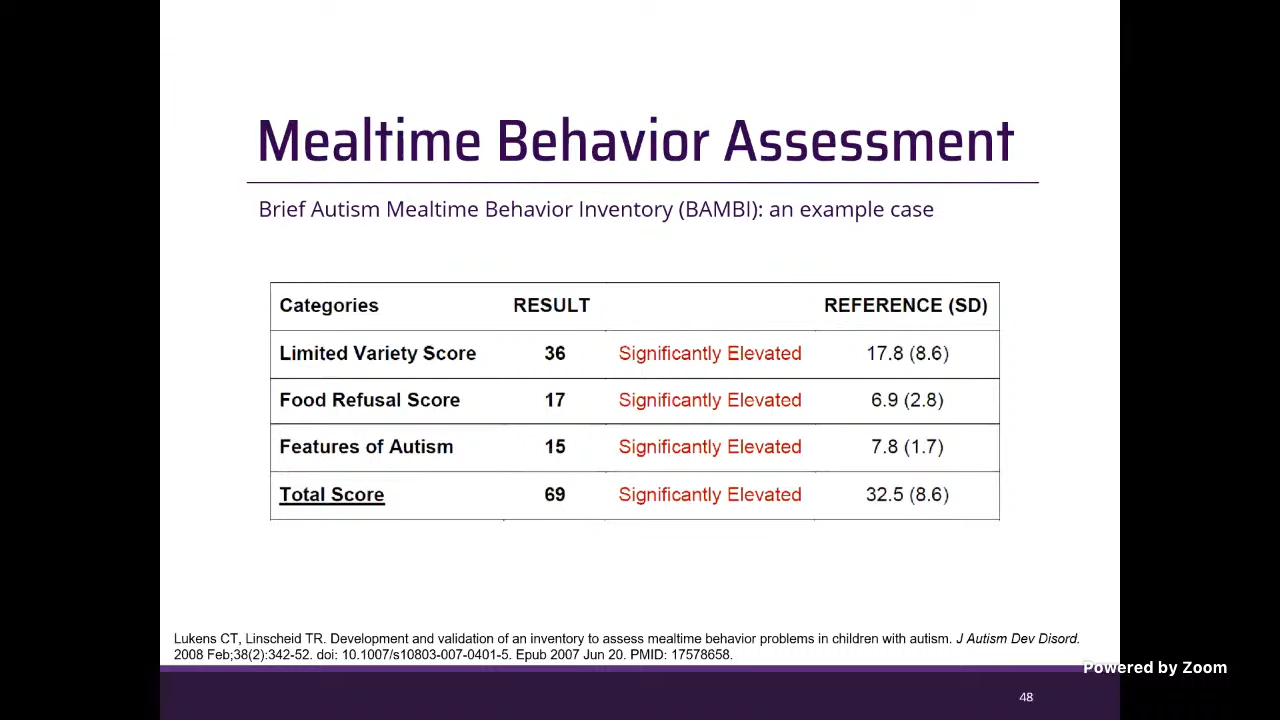 Mealtime Behavior Assessment
Brief Autism Mealtime Behavior Inventory (BAMBI): an example case
Categories RESULT REFERENCE (SD)
Limited Variety Score 36 Significantly Elevated 17.8 (8.6)
Food Refusal Score 17 Significantly Elevated 6.9 (2.8)
Features of Autism 15 Significantly Elevated 7.8 (1.7)
Total Score 69 Significantly Elevated 32.5 (8.6)
Lukens CT, Linscheid TR. Development and validation of an inventory to assess mealtime behavior problems in children with autism. J Autism Dev Disord.
2008 Feb;38(2):342-52. doi: 10.1007/s10803-007-0401-5. Epub 2007 Jun 20. PMID: 17578658.
Powered by Zoom
48